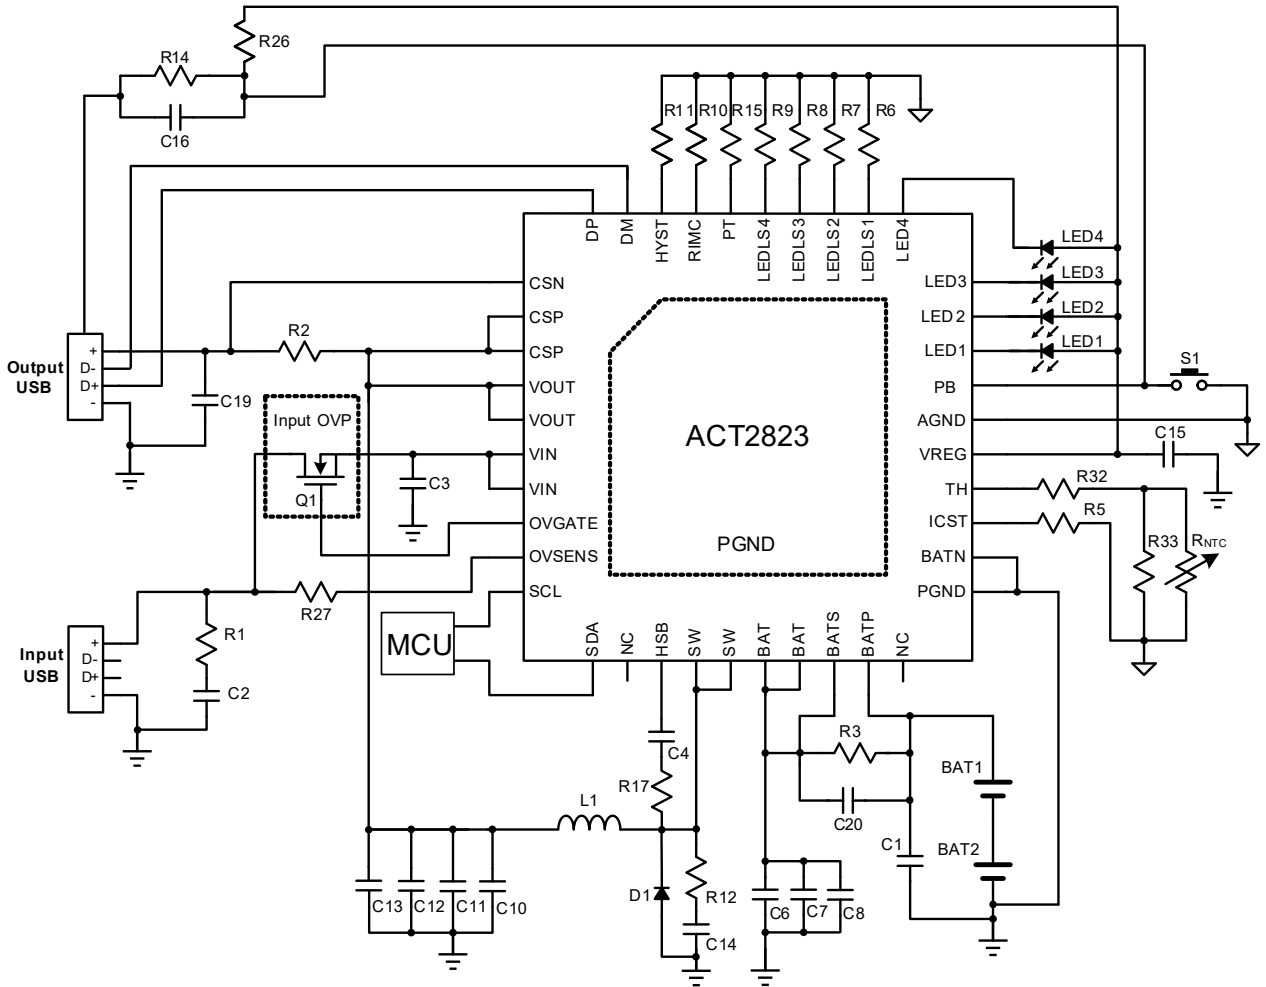 R26
R14
C16
R11
R10
R15
R9
R8
R7
R6
DP
DM
HYST
RIMC
PT
LEDLS4
LEDLS3
LEDLS2
LEDLS1
LED4
LED4
LED3
LED2
LED1
CSN
CSP
CSP
VOUT
VOUT
VIN
VIN
OVGATE
OVSENS
SCL
LED3
LED2
LED1
PB
AGND
VREG
TH
ICST
BATN
PGND
ACT2823
PGND
Output
USB
+
D-
D+
-
R2
C19
Input OVP
Q1
C3
S1
C15
R32
R5
R33
RNTC
R27
R1
C2
Input
USB
+
D-
D+
-
MCU
SDA
NC
HSB
SW
SW
BAT
BAT
BATS
BATP
NC
C4
R17
L1
R3
C20
BAT1
BAT2
C1
C13
C12
C11
C10
D1
R12
C14
C6
C7
C8